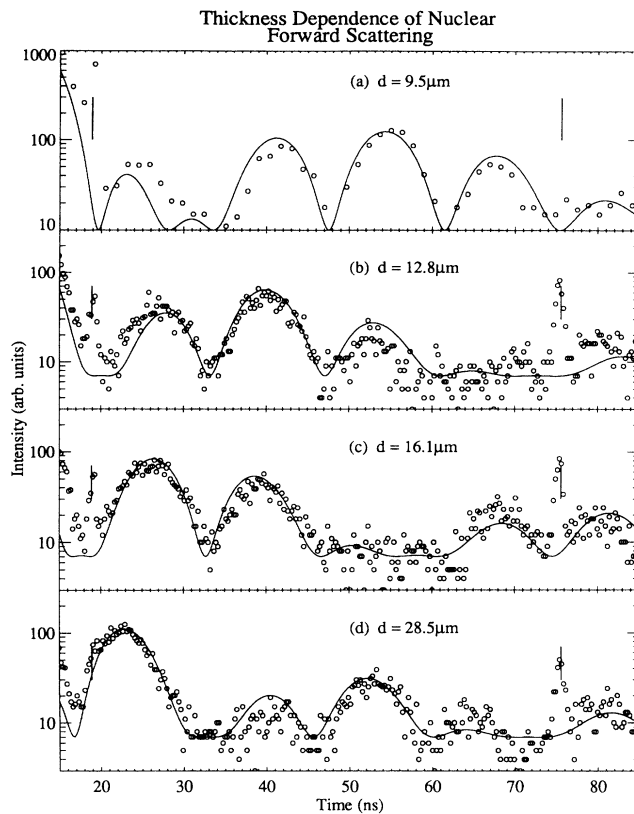 Thickness Dependence of Nuclear
Forward Scattering
1000
(a) d = 9.5μm
100
10
(b) d = 12.8μm
100
10
(c) d = 16.1μm
100
10
(d) d = 28.5μm
100
10
Intensity (arb. units)
20 30 40 50 60 70 80
Time (ns)